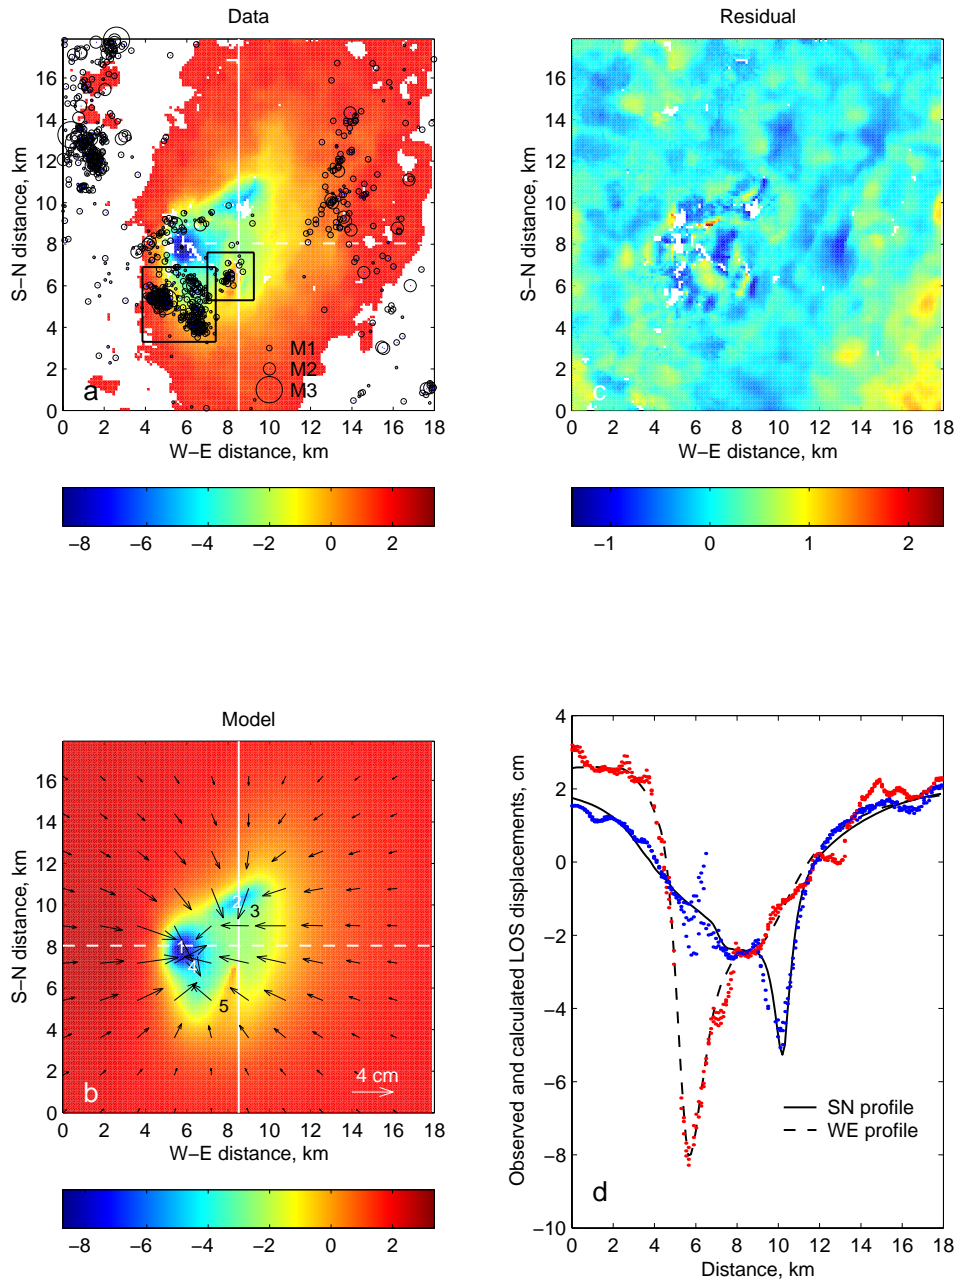 Data
S−N distance, km
16
14
12
10
8
6
4
2
0
M1
M2
M3
a
0 2 4 6 8 10 12 14 16 18
W−E distance, km
−8 −6 −4 −2 0 2
Residual
S−N distance, km
16
14
12
10
8
6
4
2
0
c
0 2 4 6 8 10 12 14 16 18
W−E distance, km
−1 0 1 2
Model
S−N distance, km
16
14
12
10
8
6
4
2
0
1
2
3
4
5
4 cm
b
0 2 4 6 8 10 12 14 16 18
W−E distance, km
−8 −6 −4 −2 0 2
Observed and calculated LOS displacements, cm
4
2
0
−2
−4
−6
−8
−10
SN profile
WE profile
d
0 2 4 6 8 10 12 14 16 18
Distance, km